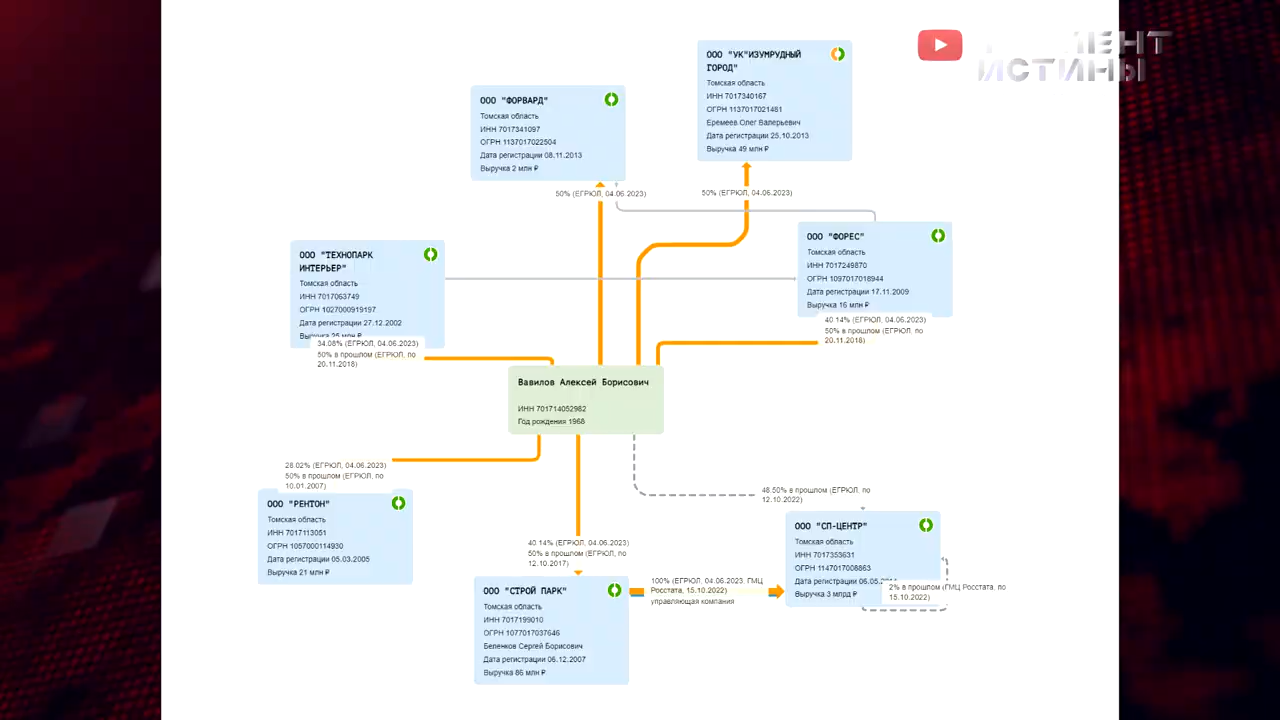 ИСТИНЫ
ООО "УК"ИЗУМРУДНЫЙ
ГОРОД"
Томская область
ИНН 7017340167
ОГРН 1137017021481
Еремеев Олег Валерьевич
Дата регистрации 25.10.2013
Выручка 49 млн ₽
ООО "ФОРВАРД"
Томская область
ИНН 7017341097
ОГРН 1137017022504
Дата регистрации 08.11.2013
Выручка 2 млн ₽
50% (ЕГРЮЛ, 04.06.2023)
50% (ЕГРЮЛ, 04.06.2023)
ООО "ТЕХНОПАРК
ИНТЕРЬЕР"
Томская область
ИНН 7017063749
ОГРН 1027000919197
Дата регистрации 27.12.2002
Выручка 25 млн ₽
34.08% (ЕГРЮЛ, 04.06.2023)
50% в прошлом (ЕГРЮЛ, по
20.11.2018)
ООО "ФОРЕС"
Томская область
ИНН 7017249870
ОГРН 1097017018944
Дата регистрации 17.11.2009
Выручка 16 млн ₽
40.14% (ЕГРЮЛ, 04.06.2023)
50% в прошлом (ЕГРЮЛ, по
20.11.2018)
Вавилов Алексей Борисович
ИНН 701714052982
Год рождения 1968
28.02% (ЕГРЮЛ, 04.06.2023)
50% в прошлом (ЕГРЮЛ, по
10.01.2007)
ООО "РЕНТОН"
Томская область
ИНН 7017113051
ОГРН 1057000114930
Дата регистрации 05.03.2005
Выручка 21 млн ₽
40.14% (ЕГРЮЛ, 04.06.2023)
50% в прошлом (ЕГРЮЛ, по
12.10.2017)
48.50% в прошлом (ЕГРЮЛ, по
12.10.2022)
ООО "СТРОЙ ПАРК"
Томская область
ИНН 7017199010
ОГРН 1077017037646
Беленков Сергей Борисович
Дата регистрации 06.12.2007
Выручка 86 млн ₽
100% (ЕГРЮЛ, 04.06.2023, ГМЦ
Росстата, 15.10.2022)
управляющая компания
ООО "СП-ЦЕНТР"
Томская область
ИНН 7017353631
ОГРН 1147017008863
Дата регистрации
Выручка 3 млрд ₽
2% в прошлом (ГМЦ Росстата, по
15.10.2022)